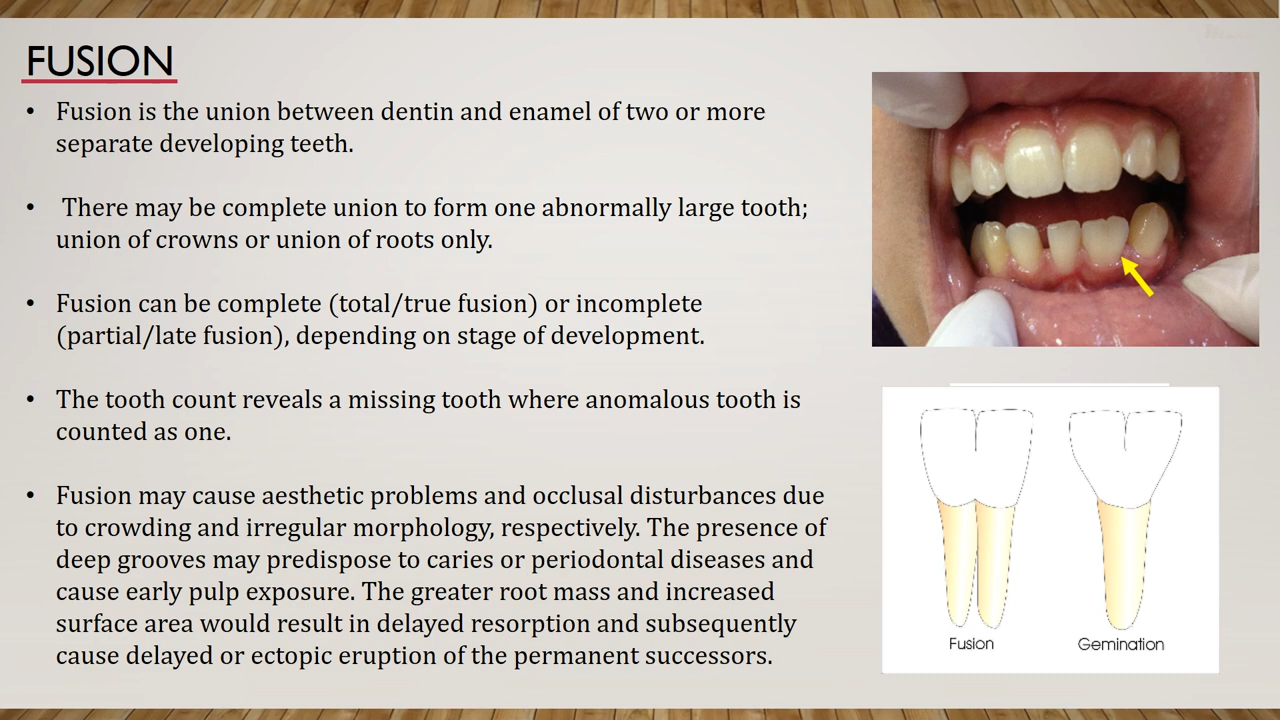 FUSION
• Fusion is the union between dentin and enamel of two or more
separate developing teeth.
• There may be complete union to form one abnormally large tooth;
union of crowns or union of roots only.
• Fusion can be complete (total/true fusion) or incomplete
(partial/late fusion), depending on stage of development.
• The tooth count reveals a missing tooth where anomalous tooth is
counted as one.
• Fusion may cause aesthetic problems and occlusal disturbances due
to crowding and irregular morphology, respectively. The presence of
deep grooves may predispose to caries or periodontal diseases and
cause early pulp exposure. The greater root mass and increased
surface area would result in delayed resorption and subsequently
cause delayed or ectopic eruption of the permanent successors.
Fusion
Gemination